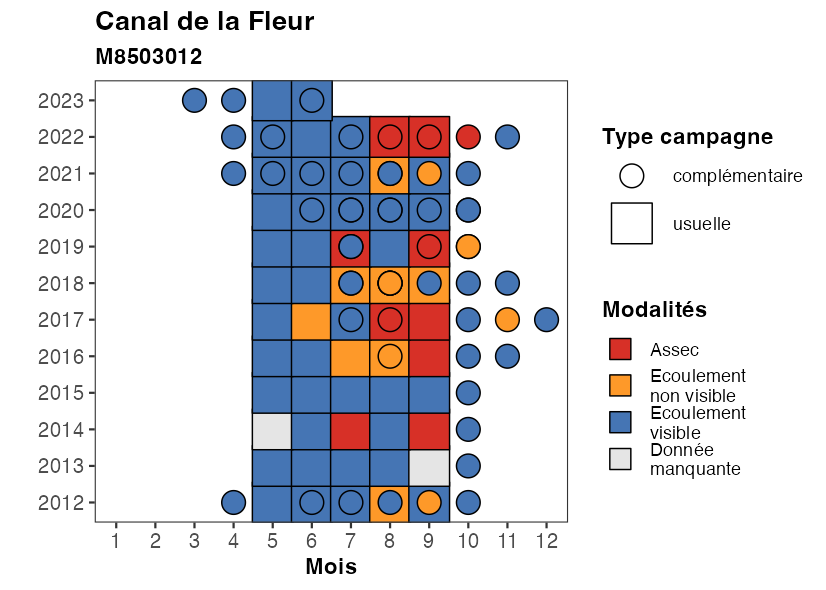 Canal de la Fleur
M8503012
2023
2022
2021
2020
2019
2018
2017
2016
2015
2014
2013
2012
1 2 3 4 5 6 7 8 9 10 11 12
Mois
Type campagne
complémentaire
usuelle
Modalités
Assec
Ecoulement
non visible
Ecoulement
visible
Donnée
manquante